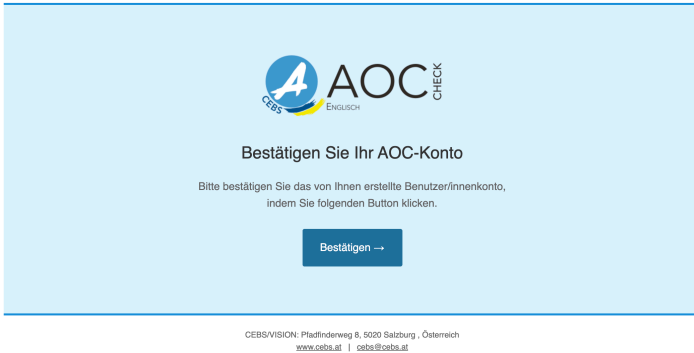 AOC CHECK
CEBS
ENGLISCH
Bestätigen Sie Ihr AOC-Konto
Bitte bestätigen Sie das von Ihnen erstellte Benutzer/innenkonto,
indem Sie folgenden Button klicken.
Bestätigen →
CEBS/VISION: Pfadfinderweg 8, 5020 Salzburg , Österreich
www.cebs.at | cebs@cebs.at